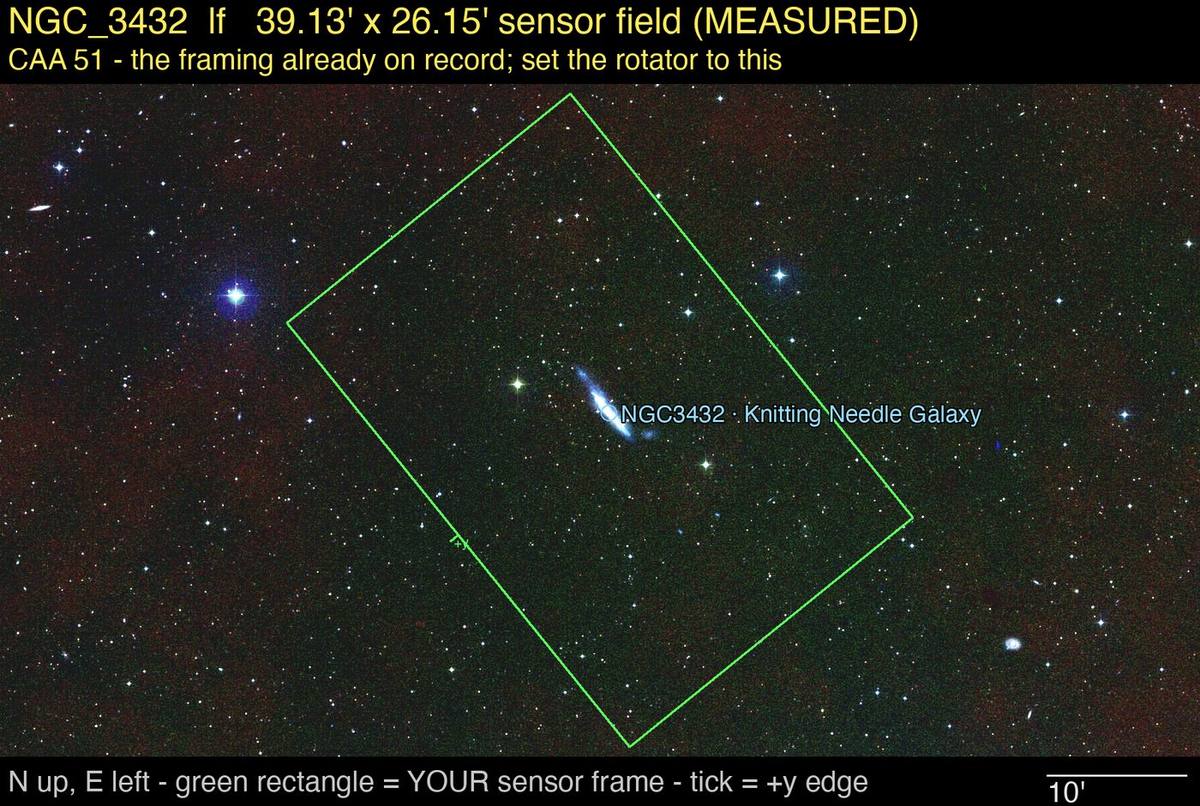 NGC_3432 lf 39.13' x 26.15' sensor field (MEASURED)
CAA 51 - the framing already on record; set the rotator to this
NGC3432 · Knitting Needle Galaxy
+y
N up, E left - green rectangle = YOUR sensor frame - tick = +y edge
10'